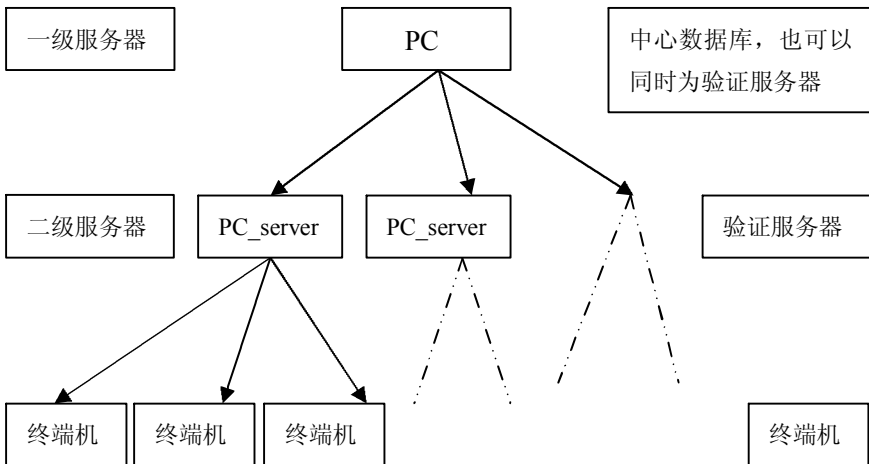 一级服务器
PC
中心数据库，也可以
同时为验证服务器
二级服务器
PC_server
PC_server
验证服务器
终端机
终端机
终端机
终端机